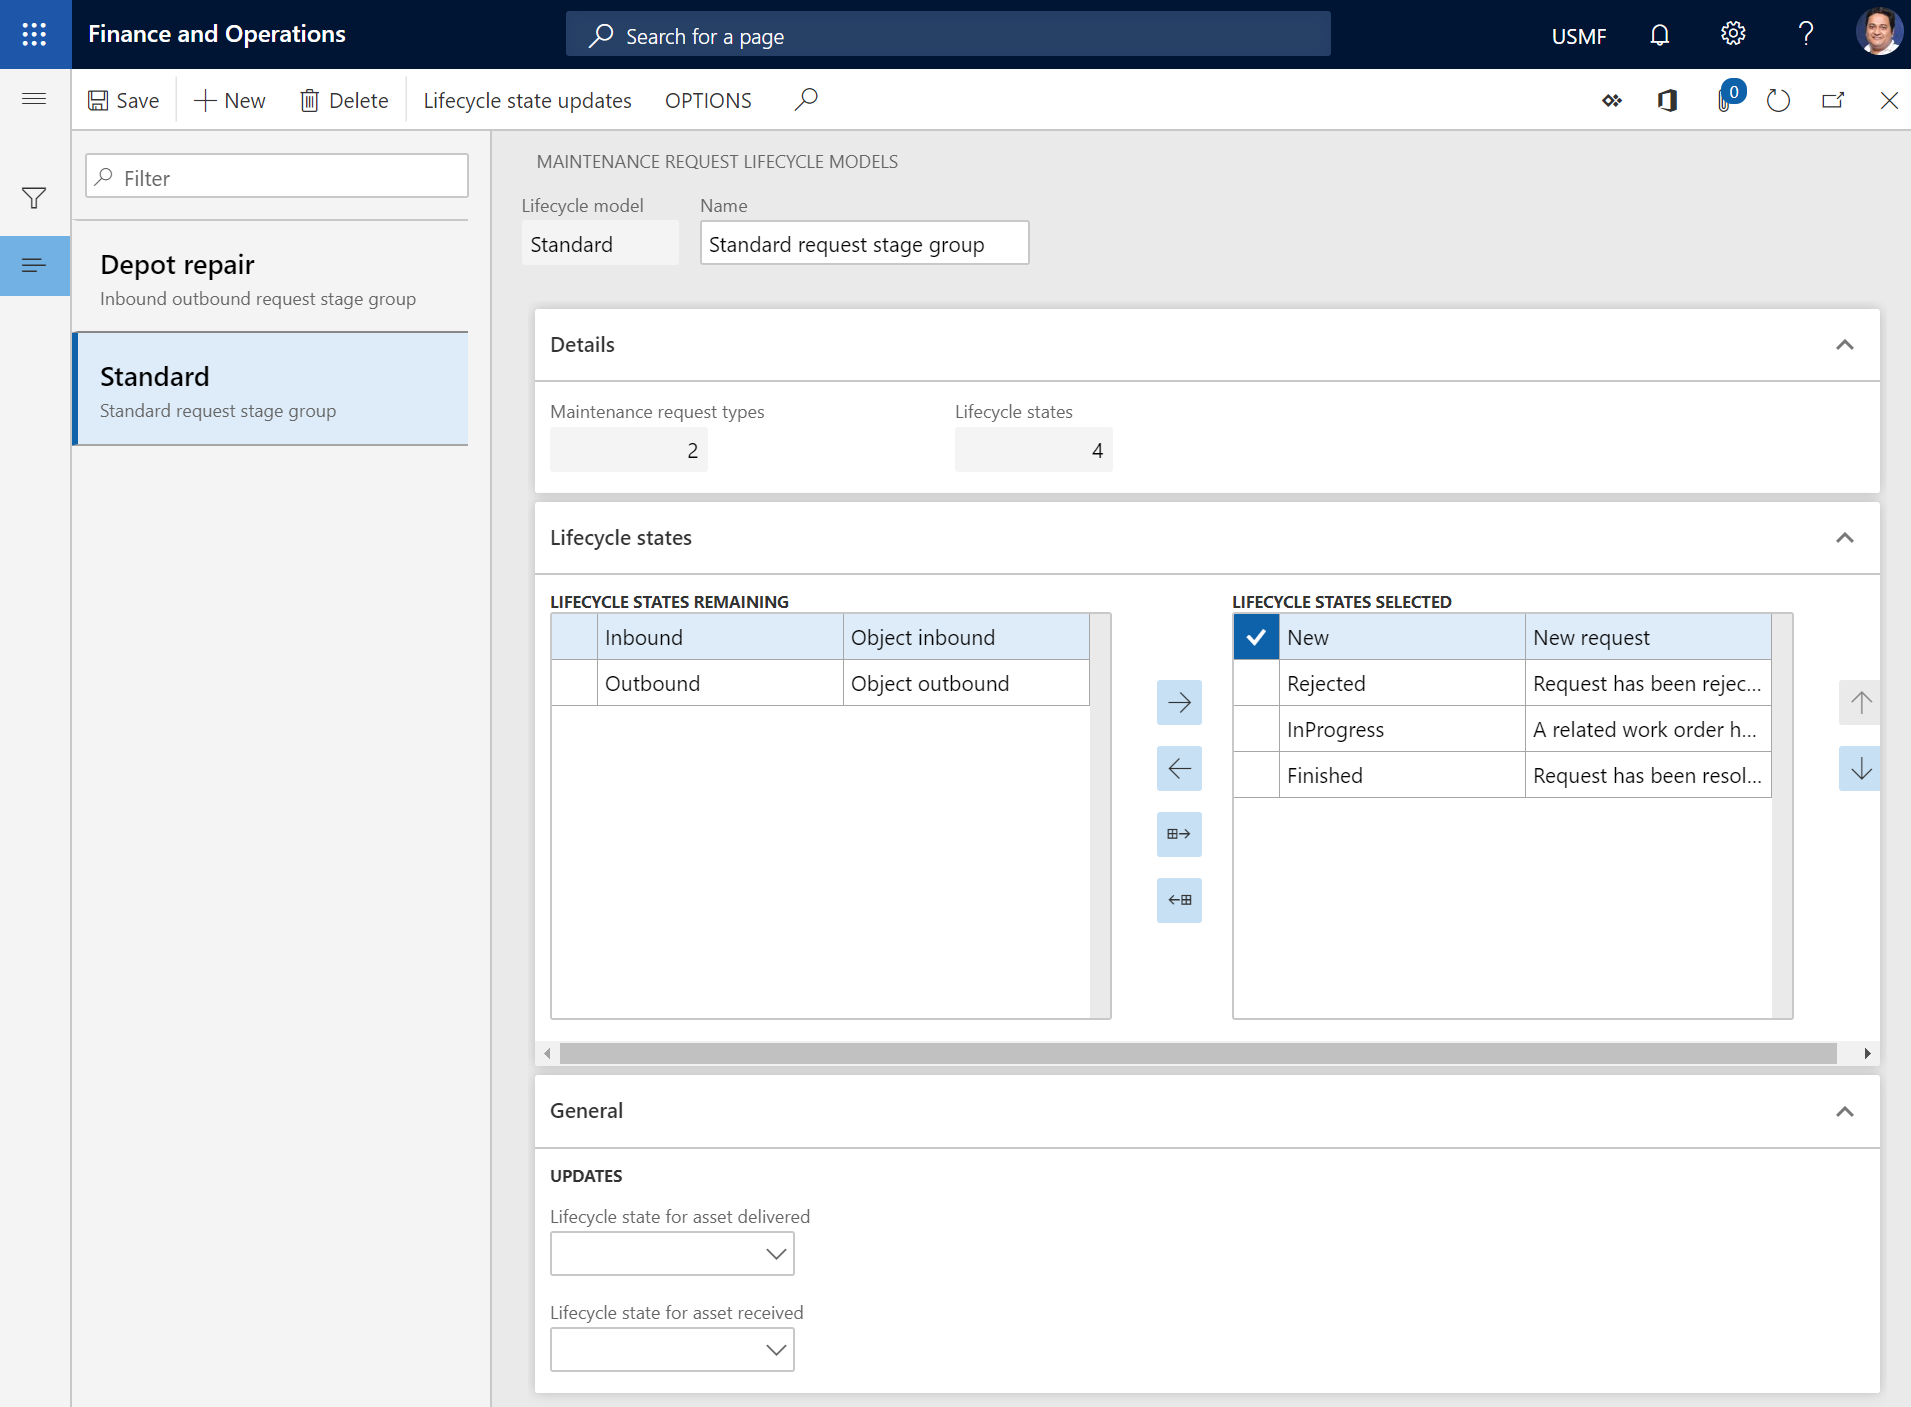 Finance and Operations
Search for a page
USMF
Save
New
Delete
Lifecycle state updates
OPTIONS
0
Filter
Depot repair
Inbound outbound request stage group
Standard
Standard request stage group
MAINTENANCE REQUEST LIFECYCLE MODELS
Lifecycle model
Name
Standard
Standard request stage group
Details
Maintenance request types
Lifecycle states
2
4
Lifecycle states
LIFECYCLE STATES REMAINING
Inbound
Object inbound
Outbound
Object outbound
LIFECYCLE STATES SELECTED
New
New request
Rejected
Request has been rejec...
InProgress
A related work order h...
Finished
Request has been resol...
General
UPDATES
Lifecycle state for asset delivered
Lifecycle state for asset received